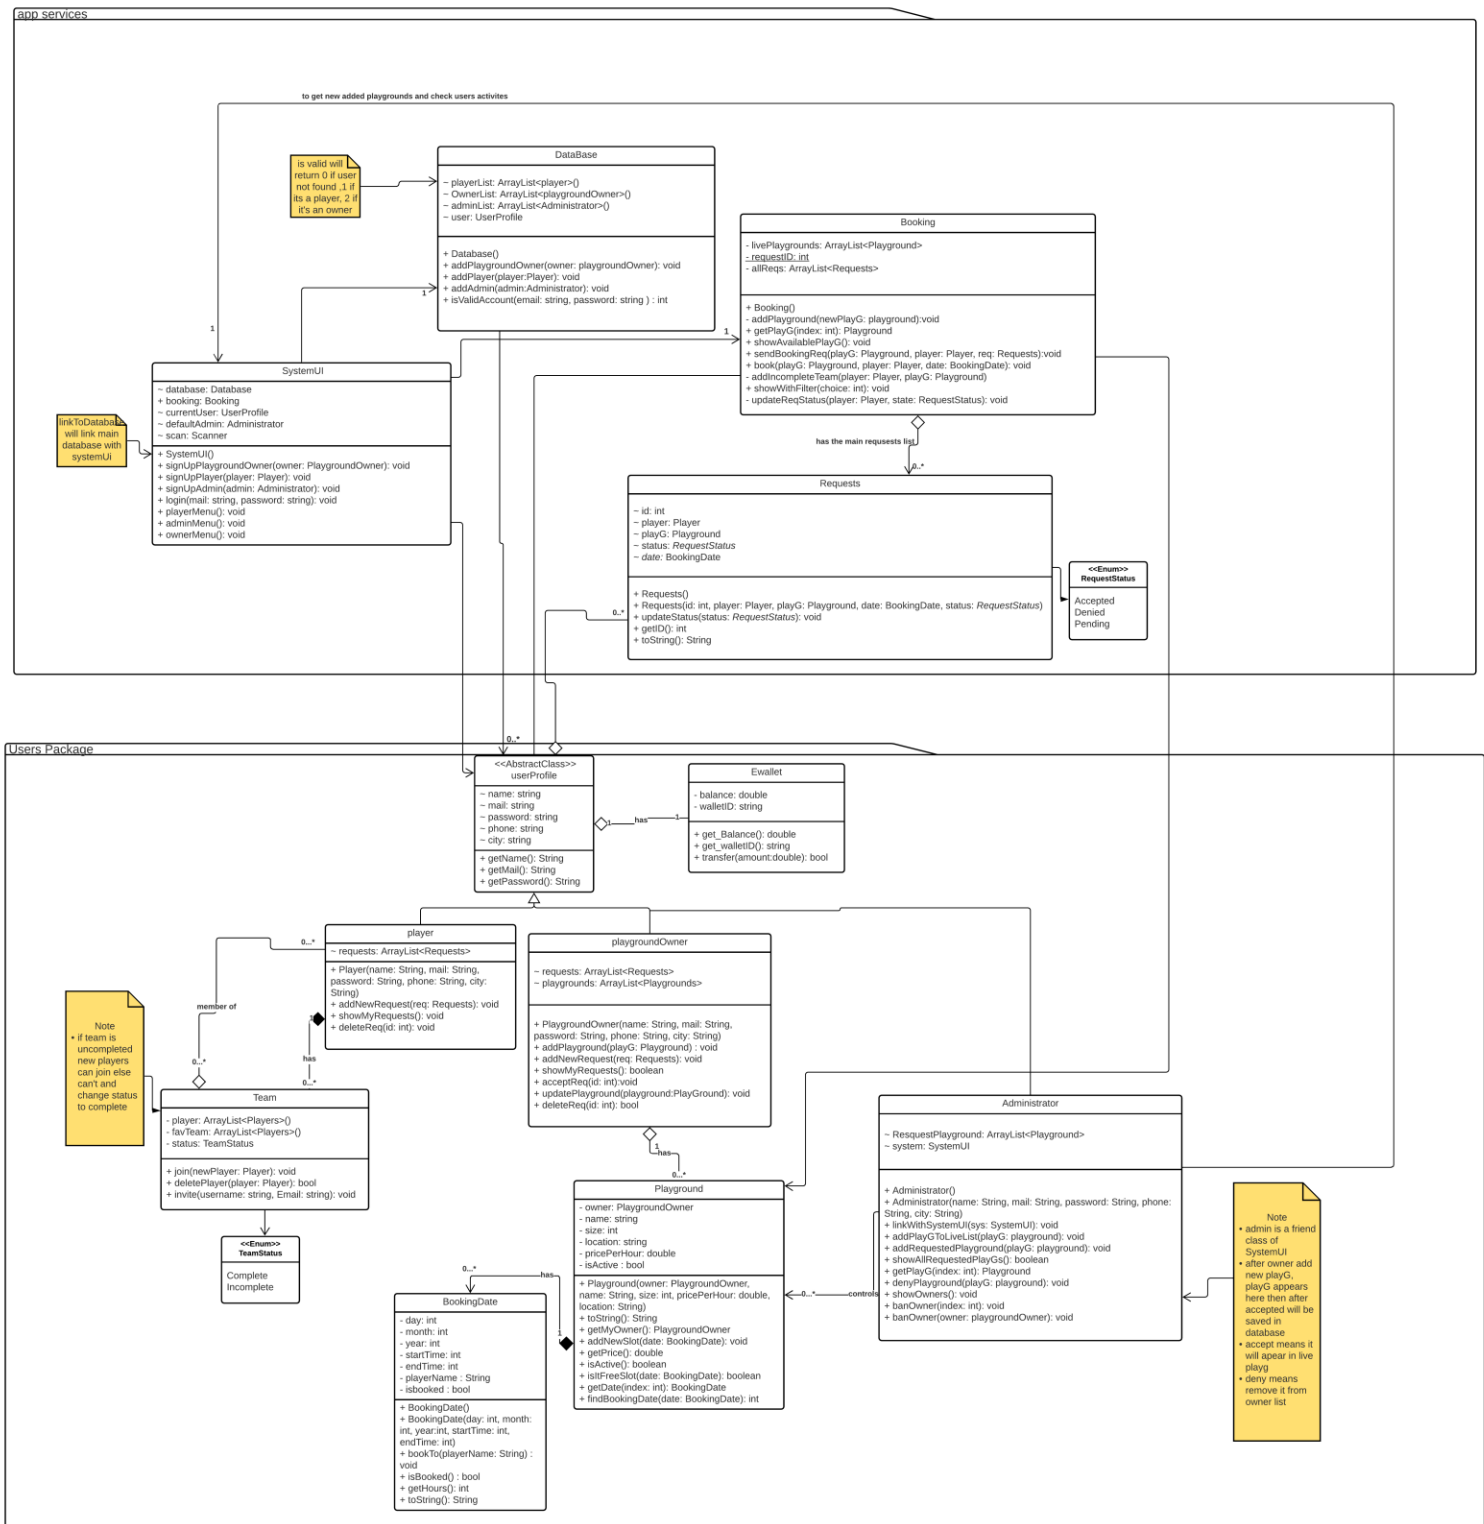 app services
to get new added playgrounds and check users activites
is valid will
return 0 if user
not found ,1 if
its a player, 2 if
it's an owner
DataBase
~ playerList: ArrayList<player>()
~ OwnerList: ArrayList<playgroundOwner>()
~ adminList: ArrayList<Administrator>()
~ user: UserProfile
+ Database()
+ addPlaygroundOwner(owner: playgroundOwner): void
+ addPlayer(player:Player): void
+ addAdmin(admin:Administrator): void
+ isValidAccount(email: string, password: string ) : int
1
1
1
Booking
- livePlaygrounds: ArrayList<Playground>
- requestID: int
- allReqs: ArrayList<Requests>
+ Booking()
- addPlayground(newPlayG: playground):void
+ getPlayG(index: int): Playground
+ showAvailablePlayG(): void
+ sendBookingReq(playG: Playground, player: Player, req: Requests):void
+ book(playG: Playground, player: Player, date: BookingDate): void
- addIncompleteTeam(player: Player, playG: Playground)
+ showWithFilter(choice: int): void
- updateReqStatus(player: Player, state: RequestStatus): void
SystemUI
~ database: Database
+ booking: Booking
~ currentUser: UserProfile
~ defaultAdmin: Administrator
~ scan: Scanner
+ SystemUI()
+ signUpPlaygroundOwner(owner: PlaygroundOwner): void
+ signUpPlayer(player: Player): void
+ signUpAdmin(admin: Administrator): void
+ login(mail: string, password: string): void
+ playerMenu(): void
+ adminMenu(): void
+ ownerMenu(): void
linkToDatabase
will link main
database with
systemUi
has the main requsests list
0..*
Requests
~ id: int
~ player: Player
~ playG: Playground
~ status: RequestStatus
~ date: BookingDate
+ Requests()
+ Requests(id: int, player: Player, playG: Playground, date: BookingDate, status: RequestStatus)
+ updateStatus(status: RequestStatus): void
+ getID(): int
+ toString(): String
0..*
<<Enum>>
RequestStatus
Accepted
Denied
Pending
Users Package
0..*
<<AbstractClass>>
userProfile
~ name: string
~ mail: string
~ password: string
~ phone: string
~ city: string
+ getName(): String
+ getMail(): String
+ getPassword(): String
1
has
1
Ewallet
- balance: double
- walletID: string
+ get_Balance(): double
+ get_walletID(): string
+ transfer(amount:double): bool
player
~ requests: ArrayList<Requests>
+ Player(name: String, mail: String,
password: String, phone: String, city:
String)
+ addNewRequest(req: Requests): void
+ showMyRequests(): void
+ deleteReq(id: int): void
0...*
member of
0...*
1
has
0...*
Note
• if team is
uncompleted
new players
can join else
can't and
change status
to complete
Team
- player: ArrayList<Players>()
- favTeam: ArrayList<Players>()
- status: TeamStatus
+ join(newPlayer: Player): void
+ deletePlayer(player: Player): bool
+ invite(username: string, Email: string): void
<<Enum>>
TeamStatus
Complete
Incomplete
playgroundOwner
~ requests: ArrayList<Requests>
~ playgrounds: ArrayList<Playgrounds>
+ PlaygroundOwner(name: String, mail: String,
password: String, phone: String, city: String)
+ addPlayground(playG: Playground) : void
+ addNewRequest(req: Requests): void
+ showMyRequests(): boolean
+ acceptReq(id: int):void
+ updatePlayground(playground:PlayGround): void
+ deleteReq(id: int): bool
1
has
0...*
Playground
- owner: PlaygroundOwner
- name: string
- size: int
- location: string
- pricePerHour: double
- isActive : bool
+ Playground(owner: PlaygroundOwner,
name: String, size: int, pricePerHour: double,
location: String)
+ toString(): String
+ getMyOwner(): PlaygroundOwner
+ addNewSlot(date: BookingDate): void
+ getPrice(): double
+ isActive(): boolean
+ isItFreeSlot(date: BookingDate): boolean
+ getDate(index: int): BookingDate
+ findBookingDate(date: BookingDate): int
0...*
has
1
BookingDate
- day: int
- month: int
- year: int
- startTime: int
- endTime: int
- playerName : String
- isbooked : bool
+ BookingDate()
+ BookingDate(day: int, month:
int, year:int, startTime: int,
endTime: int)
+ bookTo(playerName: String) :
void
+ isBooked() : bool
+ getHours(): int
+ toString(): String
0...*
controls
Administrator
~ ResquestPlayground: ArrayList<Playground>
~ system: SystemUI
+ Administrator()
+ Administrator(name: String, mail: String, password: String, phone:
String, city: String)
+ linkWithSystemUI(sys: SystemUI): void
+ addPlayGToLiveList(playG: playground): void
+ addRequestedPlayground(playG: playground): void
+ showAllRequestedPlayGs(): boolean
+ getPlayG(index: int): Playground
+ denyPlayground(playG: playground): void
+ showOwners(): void
+ banOwner(index: int): void
+ banOwner(owner: playgroundOwner): void
Note
• admin is a friend
class of
SystemUI
• after owner add
new playG,
playG appears
here then after
accepted will be
saved in
database
• accept means it
will apear in live
playg
• deny means
remove it from
owner list